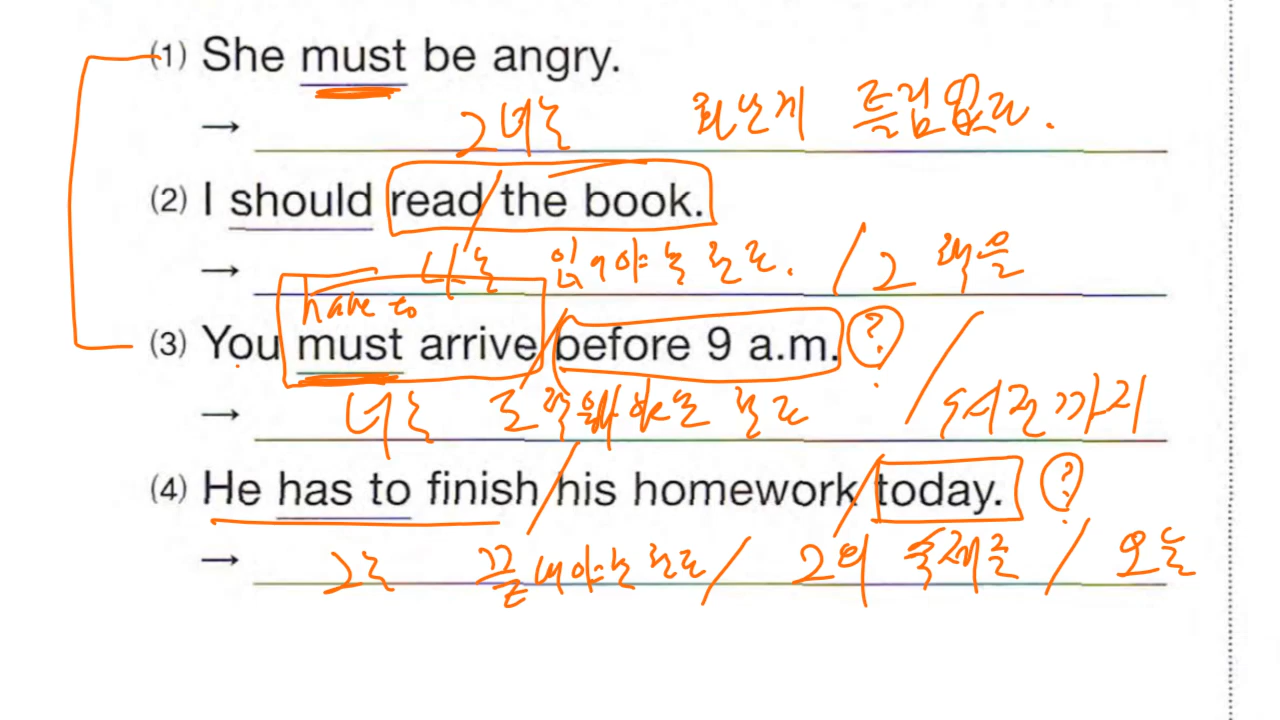 (1) She must be angry.
→ 그녀는 화난게 틀림없다.
(2) I should read the book.
→ 나는 읽어야 한다. / 그 책을
have to
(3) You must arrive before 9 a.m. ?
→ 너는 도착해야 한다 / 9시 전까지
(4) He has to finish his homework today. ?
→ 그는 끝내야 한다 / 그의 숙제를 / 오늘